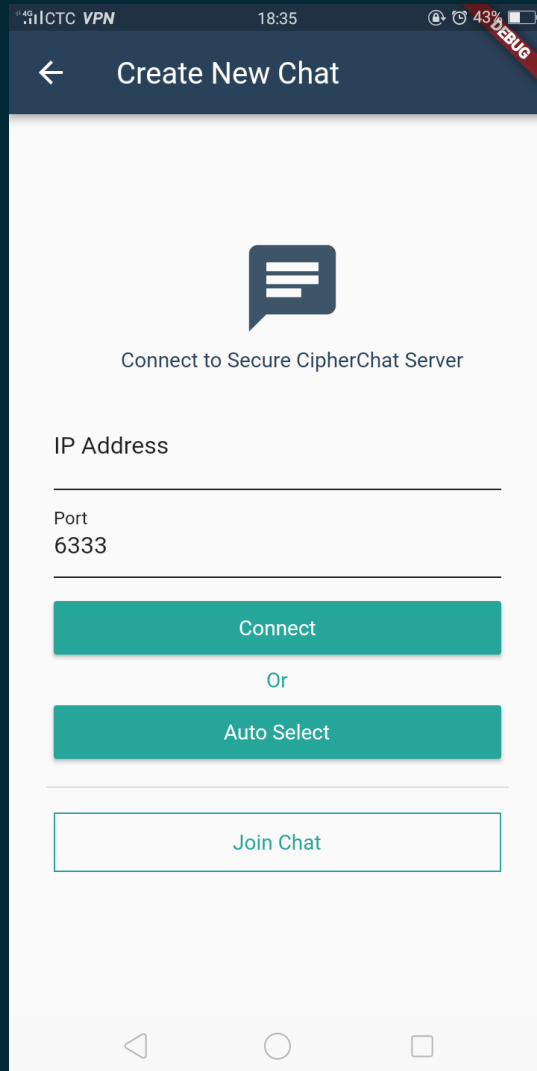 4G CTC VPN 18:35 43%
DEBUG
Create New Chat
Connect to Secure CipherChat Server
IP Address
Port
6333
Connect
Or
Auto Select
Join Chat